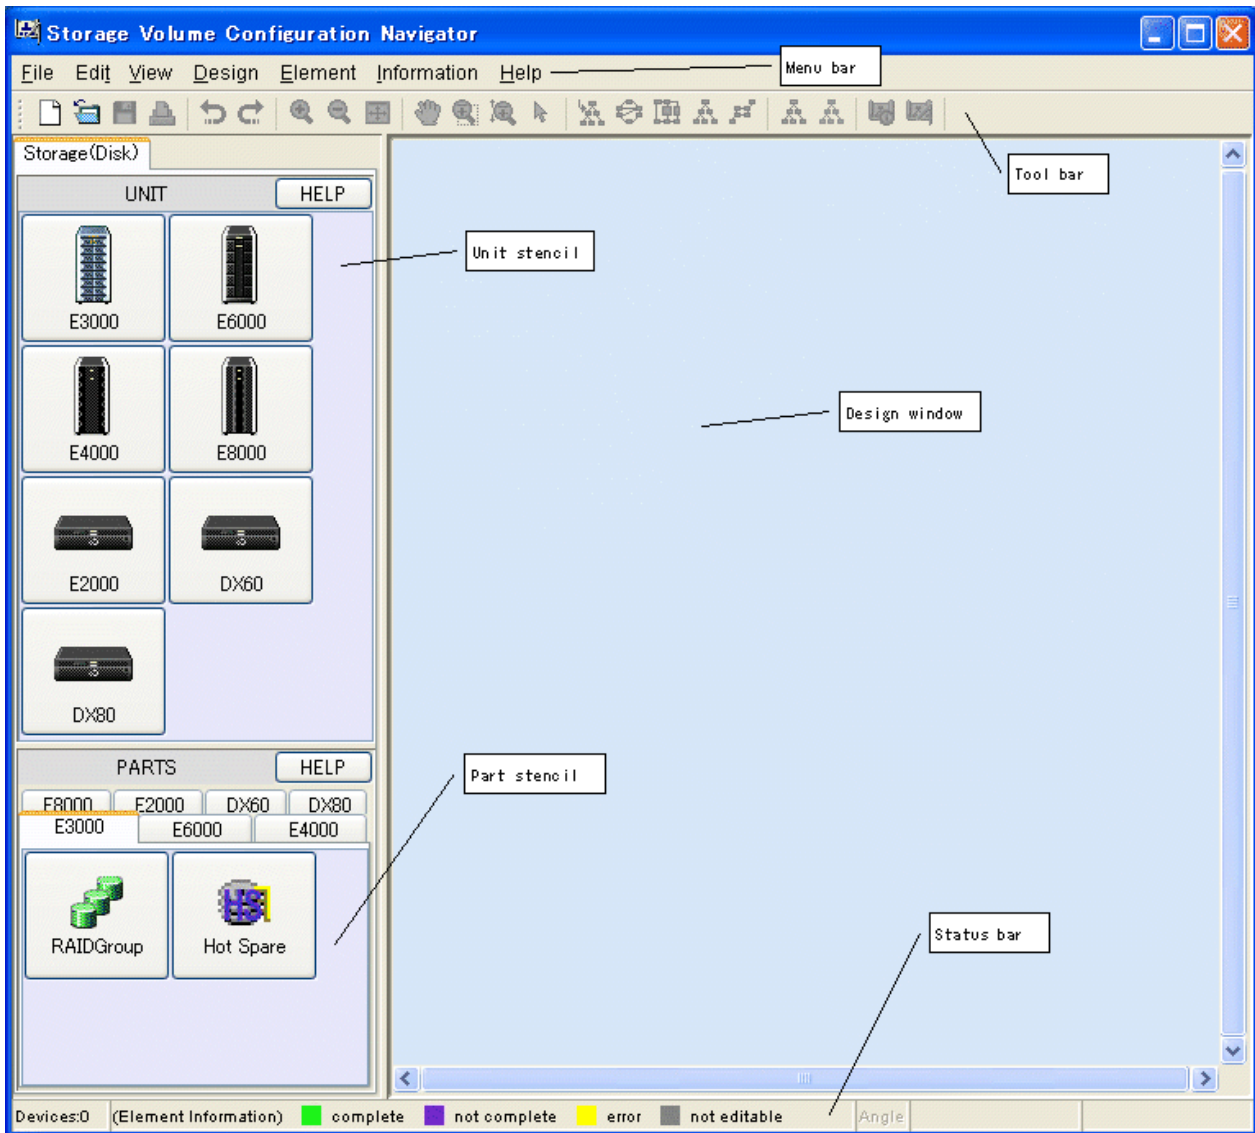 Storage Volume Configuration Navigator
File Edit View Design Element Information Help
Menu bar
Tool bar
Storage(Disk)
UNIT HELP
Unit stencil
E3000 E6000
Design window
E4000 E8000
E2000 DX60
DX80
PARTS HELP
Part stencil
E8000 E2000 DX60 DX80
E3000 E6000 E4000
HS
RAIDGroup Hot Spare
Status bar
Devices:0 (Element Information) complete not complete error not editable Angle